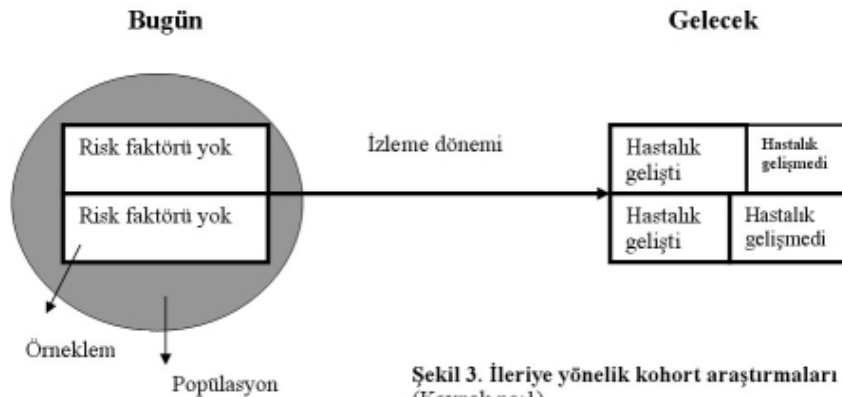 Bugün
Gelecek
Risk faktörü yok
İzleme dönemi
Hastalık
gelişti
Hastalık
gelişmedi
Risk faktörü yok
Hastalık
gelişti
Hastalık
gelişmedi
Örneklem
Popülasyon
Şekil 3. İleriye yönelik kohort araştırmaları